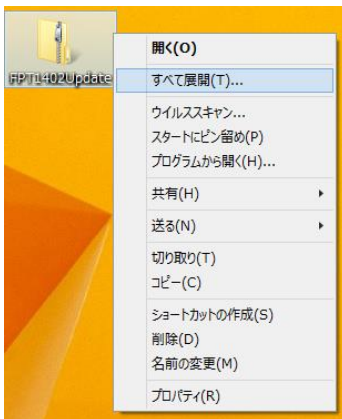 FPT1402Update
開く(O)
すべて展開(T)...
ウイルススキャン...
スタートにピン留め(P)
プログラムから開く(H)...
共有(H)
送る(N)
切り取り(T)
コピー(C)
ショートカットの作成(S)
削除(D)
名前の変更(M)
プロパティ(R)